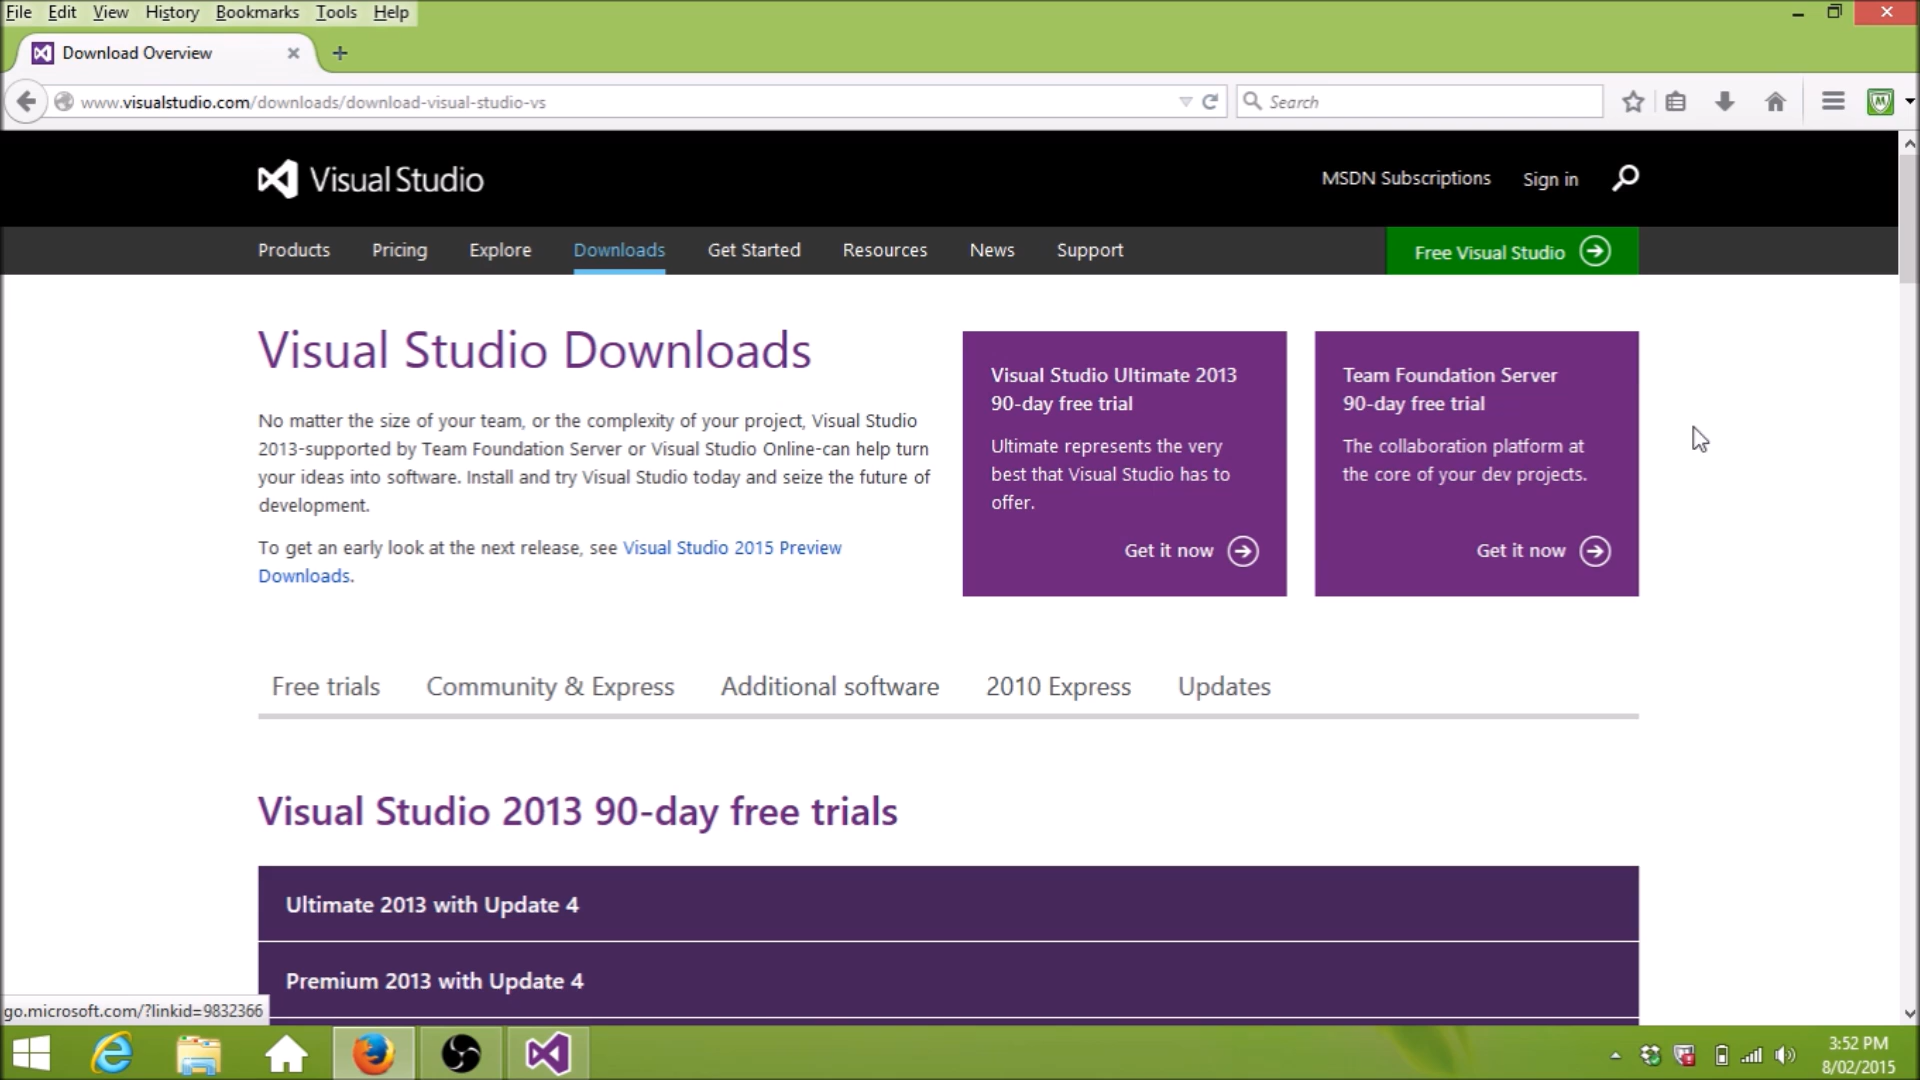 File Edit View History Bookmarks Tools Help
Download Overview
www.visualstudio.com/downloads/download-visual-studio-vs
Search
Visual Studio
MSDN Subscriptions Sign in
Products Pricing Explore Downloads Get Started Resources News Support Free Visual Studio
Visual Studio Downloads
No matter the size of your team, or the complexity of your project, Visual Studio
2013-supported by Team Foundation Server or Visual Studio Online-can help turn
your ideas into software. Install and try Visual Studio today and seize the future of
development.
To get an early look at the next release, see Visual Studio 2015 Preview
Downloads.
Visual Studio Ultimate 2013
90-day free trial
Ultimate represents the very
best that Visual Studio has to
offer.
Get it now
Team Foundation Server
90-day free trial
The collaboration platform at
the core of your dev projects.
Get it now
Free trials Community & Express Additional software 2010 Express Updates
Visual Studio 2013 90-day free trials
Ultimate 2013 with Update 4
Premium 2013 with Update 4
go.microsoft.com/?linkid=9832366
3:52 PM
8/02/2015